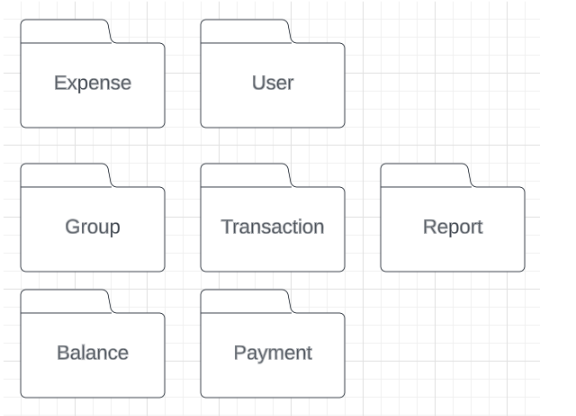 Expense
User
Group
Transaction
Report
Balance
Payment